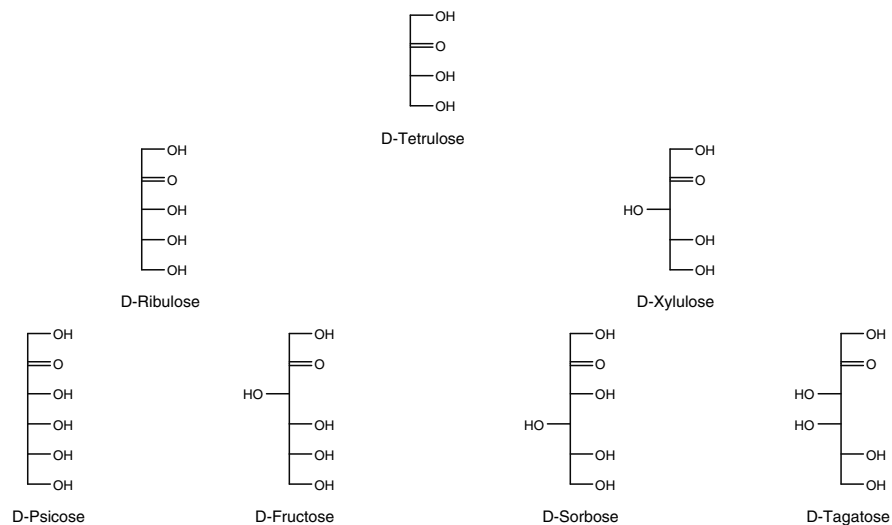 OH
O
OH
OH
D-Tetrulose
OH
O
OH
OH
OH
D-Ribulose
OH
O
HO
OH
OH
D-Xylulose
OH
O
OH
OH
OH
OH
D-Psicose
OH
O
HO
OH
OH
OH
D-Fructose
OH
O
OH
HO
OH
OH
D-Sorbose
OH
O
HO
HO
OH
OH
D-Tagatose